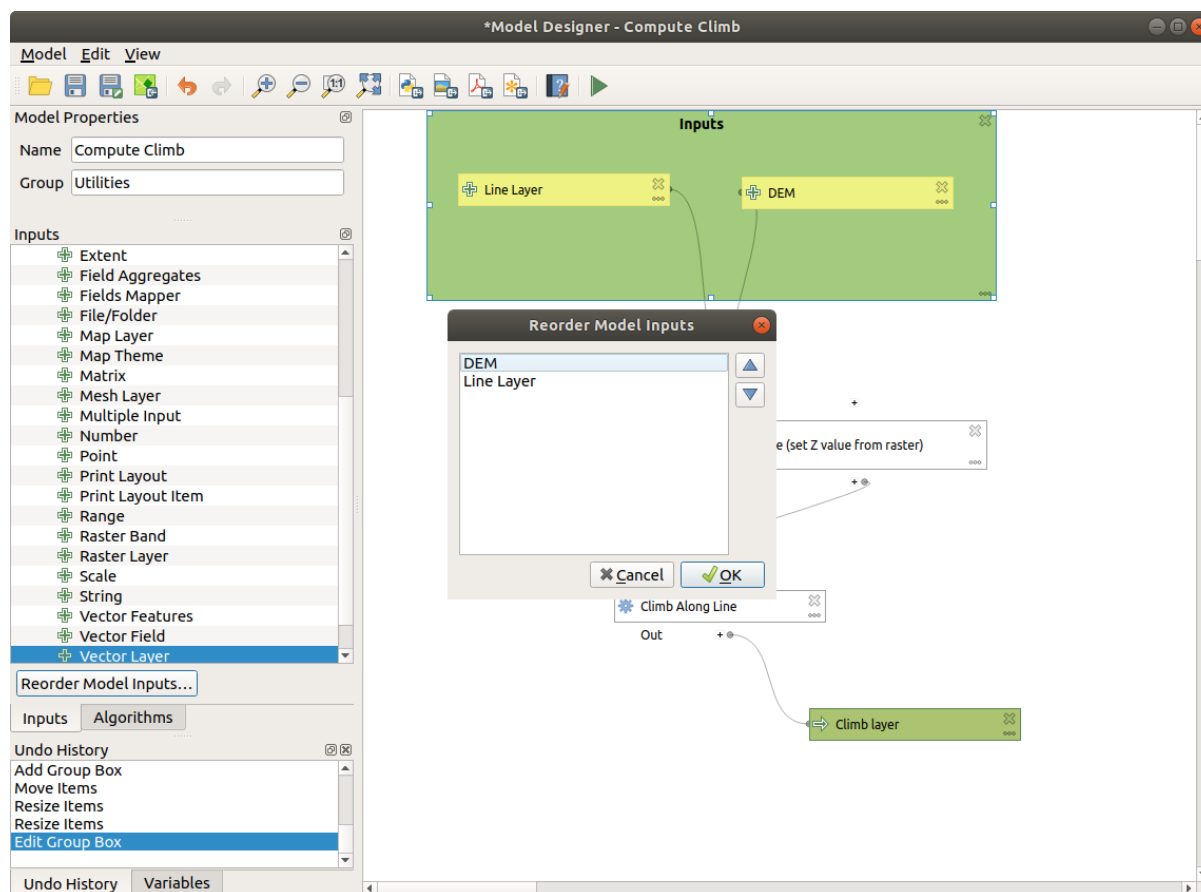 *Model Designer - Compute Climb
Model Edit View
1:1
Model Properties
Name Compute Climb
Group Utilities
Inputs
Extent
Field Aggregates
Fields Mapper
File/Folder
Map Layer
Map Theme
Matrix
Mesh Layer
Multiple Input
Number
Point
Print Layout
Print Layout Item
Range
Raster Band
Raster Layer
Scale
String
Vector Features
Vector Field
Vector Layer
Reorder Model Inputs...
Inputs Algorithms
Undo History
Add Group Box
Move Items
Resize Items
Resize Items
Edit Group Box
Undo History Variables
Inputs
Line Layer
DEM
Reorder Model Inputs
DEM
Line Layer
Cancel OK
e (set Z value from raster)
Climb Along Line
Out
Climb layer